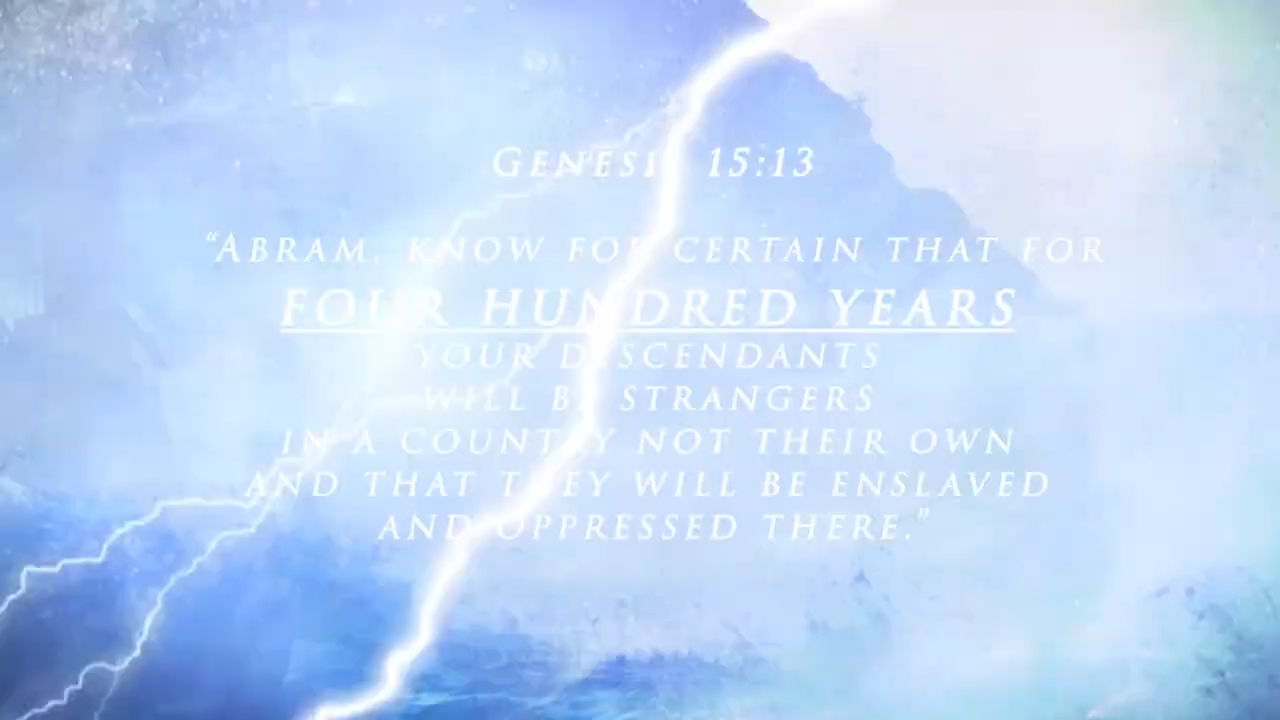 Genesis 15:13
“Abram, know for certain that for
four hundred years
your descendants
will be strangers
in a country not their own
and that they will be enslaved
and oppressed there.”